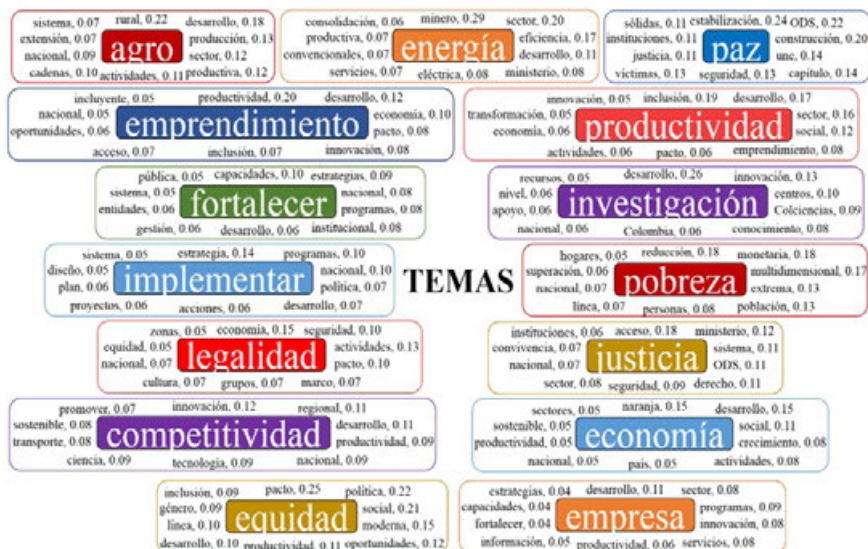 sistema, 0.07 rural, 0.22 desarrollo, 0.18
extensión, 0.07 producción, 0.13
agro
nacional, 0.09 sector, 0.12
cadenas, 0.10 actividades, 0.11 productiva, 0.12
consolidación, 0.06 minero, 0.29 sector, 0.20
productiva, 0.07 eficiencia, 0.17
energía
convencionales, 0.07 desarrollo, 0.11
servicios, 0.07 eléctrica, 0.08 ministerio, 0.08
sólidas, 0.11 estabilización, 0.24 ODS, 0.22
instituciones, 0.11 construcción, 0.20
paz
justicia, 0.11 une, 0.14
víctimas, 0.13 seguridad, 0.13 capítulo, 0.14
incluyente, 0.05 productividad, 0.20 desarrollo, 0.12
nacional, 0.05 economía, 0.10
emprendimiento
oportunidades, 0.06 pacto, 0.08
acceso, 0.07 inclusión, 0.07 innovación, 0.08
innovación, 0.05 inclusión, 0.19 desarrollo, 0.17
transformación, 0.05 sector, 0.16
productividad
economía, 0.06 social, 0.12
actividades, 0.06 pacto, 0.06 emprendimiento, 0.08
pública, 0.05 capacidades, 0.10 estrategias, 0.09
sistema, 0.05 nacional, 0.08
fortalecer
entidades, 0.06 programas, 0.08
gestión, 0.06 desarrollo, 0.06 institucional, 0.08
recursos, 0.05 desarrollo, 0.26 innovación, 0.13
nivel, 0.06 centros, 0.10
investigación
apoyo, 0.06 Colciencias, 0.09
nacional, 0.06 Colombia, 0.06 conocimiento, 0.08
sistema, 0.05 estrategia, 0.14 programas, 0.10
diseño, 0.05 nacional, 0.10
implementar
plan, 0.06 política, 0.07
proyectos, 0.06 acciones, 0.06 desarrollo, 0.07
TEMAS
hogares, 0.05 reducción, 0.18 monetaria, 0.18
superación, 0.06 multidimensional, 0.17
pobreza
nacional, 0.07 extrema, 0.13
línea, 0.07 personas, 0.08 población, 0.13
zonas, 0.05 economía, 0.15 seguridad, 0.10
equidad, 0.05 actividades, 0.13
legalidad
nacional, 0.07 pacto, 0.10
cultura, 0.07 grupos, 0.07 marco, 0.07
instituciones, 0.06 acceso, 0.18 ministerio, 0.12
convivencia, 0.07 sistema, 0.11
justicia
nacional, 0.07 ODS, 0.11
sector, 0.08 seguridad, 0.09 derecho, 0.11
promover, 0.07 innovación, 0.12 regional, 0.11
sostenible, 0.08 desarrollo, 0.11
competitividad
transporte, 0.08 productividad, 0.09
ciencia, 0.09 tecnología, 0.09 nacional, 0.09
sectores, 0.05 naranja, 0.15 desarrollo, 0.15
sostenible, 0.05 social, 0.11
economía
productividad, 0.05 crecimiento, 0.08
nacional, 0.05 país, 0.05 actividades, 0.08
inclusión, 0.09 pacto, 0.25 política, 0.22
género, 0.09 social, 0.21
equidad
línea, 0.10 moderna, 0.15
desarrollo, 0.10 productividad, 0.11 oportunidades, 0.12
estrategias, 0.04 desarrollo, 0.11 sector, 0.08
capacidades, 0.04 programas, 0.09
empresa
fortalecer, 0.04 innovación, 0.08
información, 0.05 productividad, 0.06 servicios, 0.08